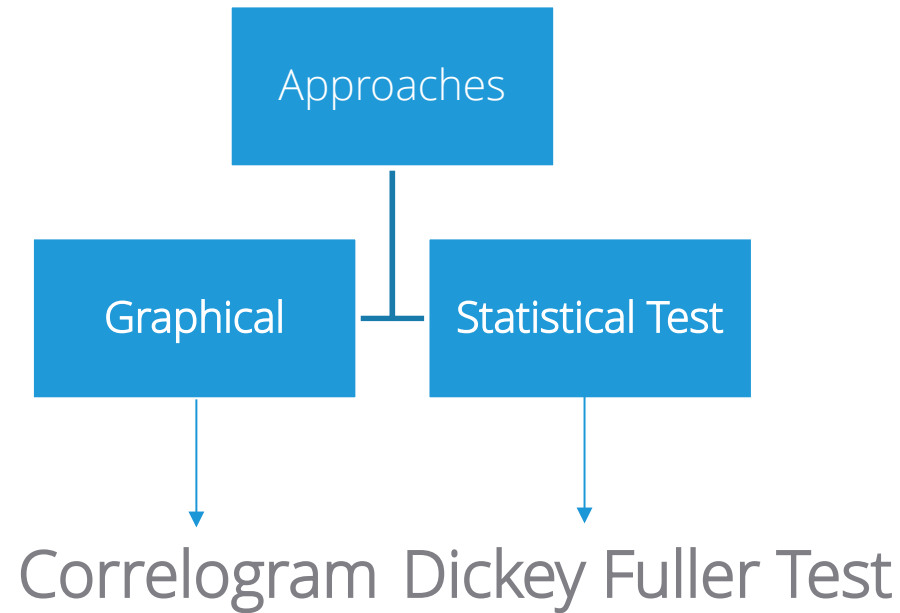 Approaches
Graphical
Statistical Test
Correlogram
Dickey Fuller Test